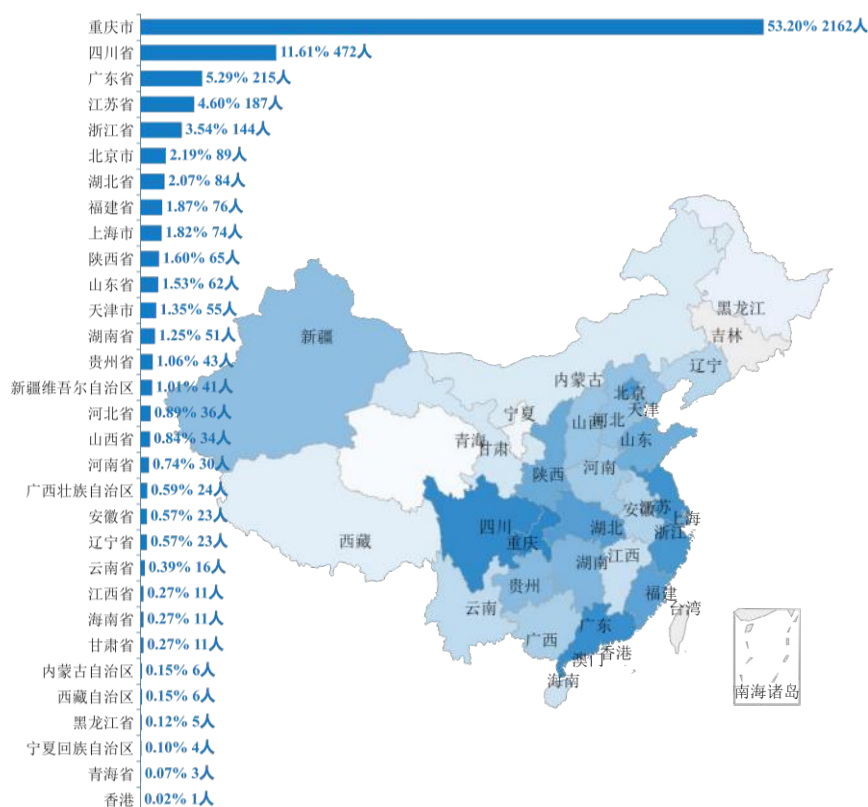 重庆市 53.20% 2162人
四川省 11.61% 472人
广东省 5.29% 215人
江苏省 4.60% 187人
浙江省 3.54% 144人
北京市 2.19% 89人
湖北省 2.07% 84人
福建省 1.87% 76人
上海市 1.82% 74人
陕西省 1.60% 65人
山东省 1.53% 62人
天津市 1.35% 55人
湖南省 1.25% 51人
贵州省 1.06% 43人
新疆维吾尔自治区 1.01% 41人
河北省 0.89% 36人
山西省 0.84% 34人
河南省 0.74% 30人
广西壮族自治区 0.59% 24人
安徽省 0.57% 23人
辽宁省 0.57% 23人
云南省 0.39% 16人
江西省 0.27% 11人
海南省 0.27% 11人
甘肃省 0.27% 11人
内蒙古自治区 0.15% 6人
西藏自治区 0.15% 6人
黑龙江省 0.12% 5人
宁夏回族自治区 0.10% 4人
青海省 0.07% 3人
香港 0.02% 1人
黑龙江
吉林
新疆
辽宁
内蒙古
北京
宁夏
天津
山西
河北
青海
甘肃
山东
陕西
河南
安徽
江苏
上海
四川
湖北
浙江
重庆
西藏
湖南
江西
贵州
福建
云南
台湾
广东
广西
香港
澳门
海南
南海诸岛